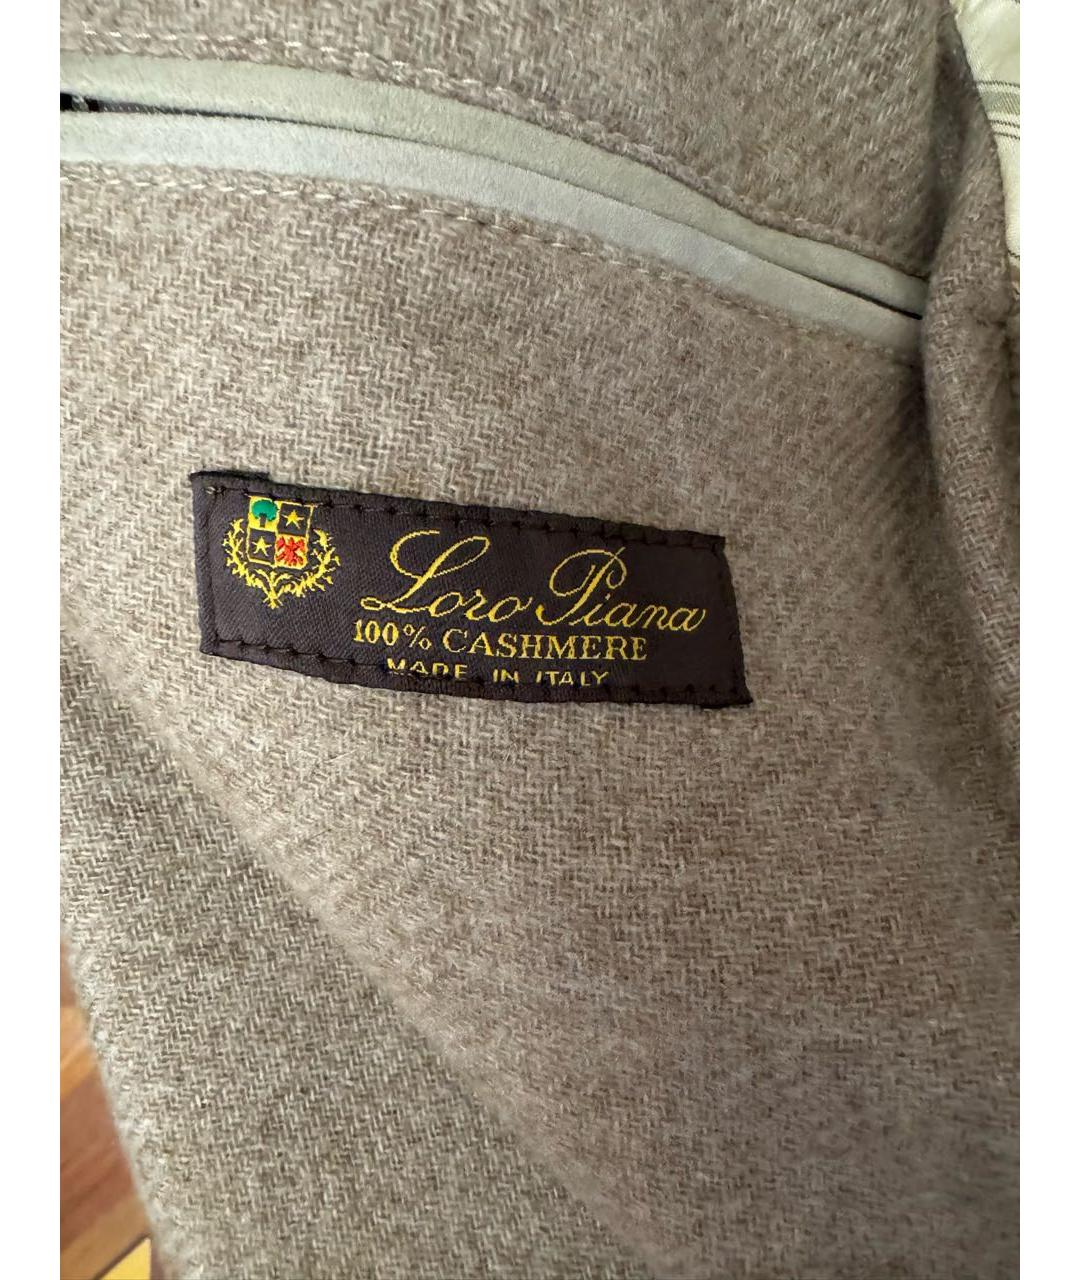 Loro Piana
100% CASHMERE
MADE IN ITALY